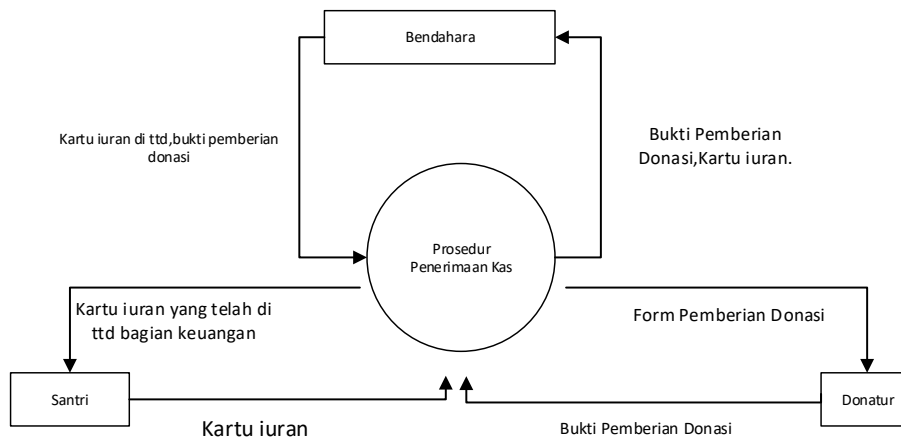 Bendahara
Kartu iuran di ttd,bukti pemberian
donasi
Bukti Pemberian
Donasi,Kartu iuran.
Prosedur
Penerimaan Kas
Kartu iuran yang telah di
ttd bagian keuangan
Form Pemberian Donasi
Santri
Donatur
Kartu iuran
Bukti Pemberian Donasi